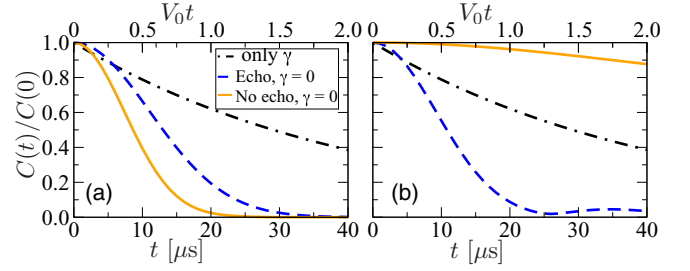 V₀t V₀t
0 0.5 1.0 1.5 2.0 0 0.5 1.0 1.5 2.0
1.0
0.8
0.6
0.4
0.2
0.0
C(t)/C(0)
only γ
Echo, γ = 0
No echo, γ = 0
(a) (b)
0 10 20 30 40 0 10 20 30 40
t [μs] t [μs]